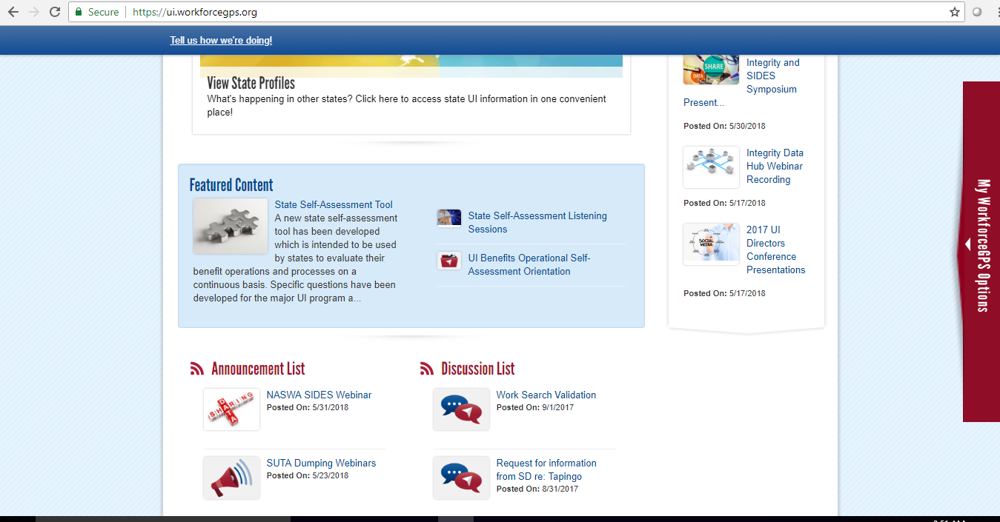 Secure
https://ui.workforcegps.org
Tell us how we're doing!
View State Profiles
What's happening in other states? Click here to access state UI information in one convenient
place!
Featured Content
State Self-Assessment Tool
A new state self-assessment
tool has been developed
which is intended to be used
by states to evaluate their
benefit operations and processes on a
continuous basis. Specific questions have been
developed for the major UI program a...
State Self-Assessment Listening
Sessions
UI Benefits Operational Self-
Assessment Orientation
SHARE
DATA
Integrity and
SIDES
Symposium
Present...
Posted On: 5/30/2018
Integrity Data
Hub Webinar
Recording
Posted On: 5/17/2018
SOCIAL
MEDIA
2017 UI
Directors
Conference
Presentations
Posted On: 5/17/2018
My WorkforceGPS Options
Announcement List
SHARING
DATA
NASWA SIDES Webinar
Posted On: 5/31/2018
SUTA Dumping Webinars
Posted On: 5/23/2018
Discussion List
Work Search Validation
Posted On: 9/1/2017
Request for information
from SD re: Tapingo
Posted On: 8/31/2017